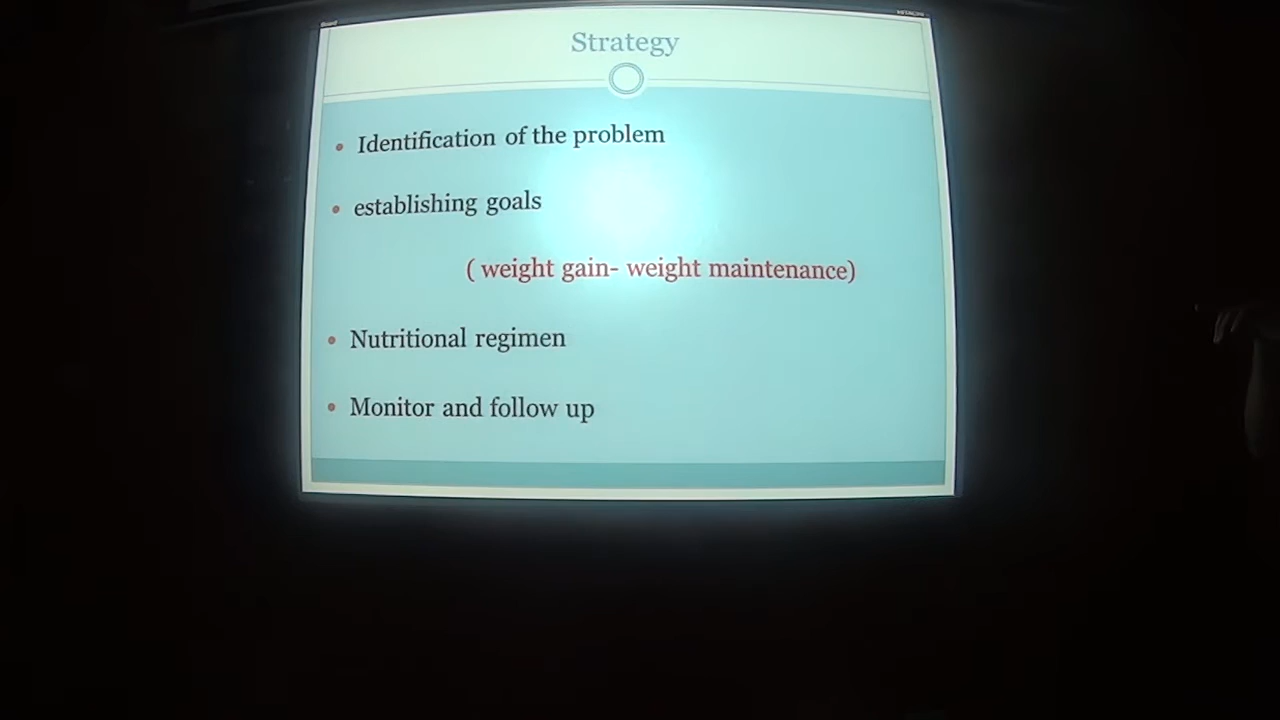 Strategy
Identification of the problem
establishing goals
( weight gain- weight maintenance)
Nutritional regimen
Monitor and follow up